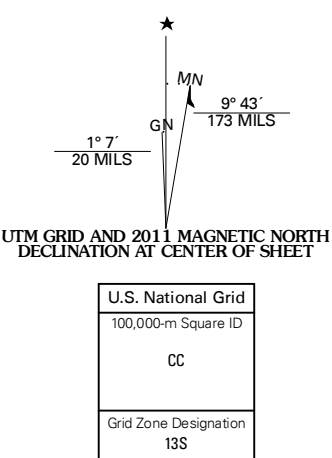 ★
MN
9° 43´
173 MILS
GN
1° 7´
20 MILS
UTM GRID AND 2011 MAGNETIC NORTH
DECLINATION AT CENTER OF SHEET
U.S. National Grid
100,000-m Square ID
CC
Grid Zone Designation
13S